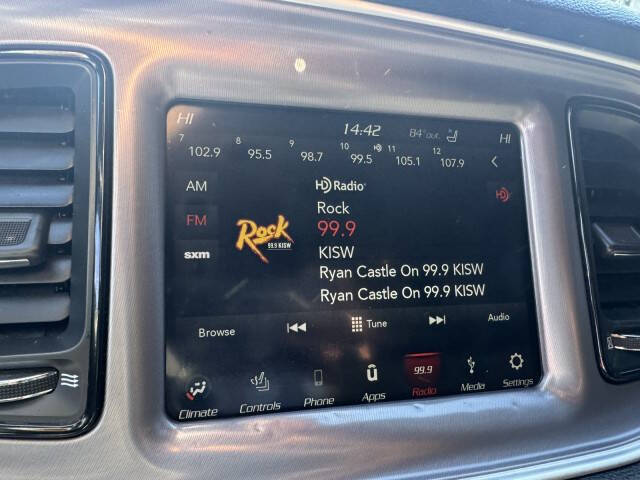 HI 14:42 84° out. HI
7 8 9 10 HD 11 12
102.9 95.5 98.7 99.5 105.1 107.9
AM
HD Radio
Rock
FM
99.9
Rock
99.9 KISW
KISW
sxm
Ryan Castle On 99.9 KISW
Ryan Castle On 99.9 KISW
Browse Tune Audio
99.9
Climate Controls Phone Apps Radio Media Settings